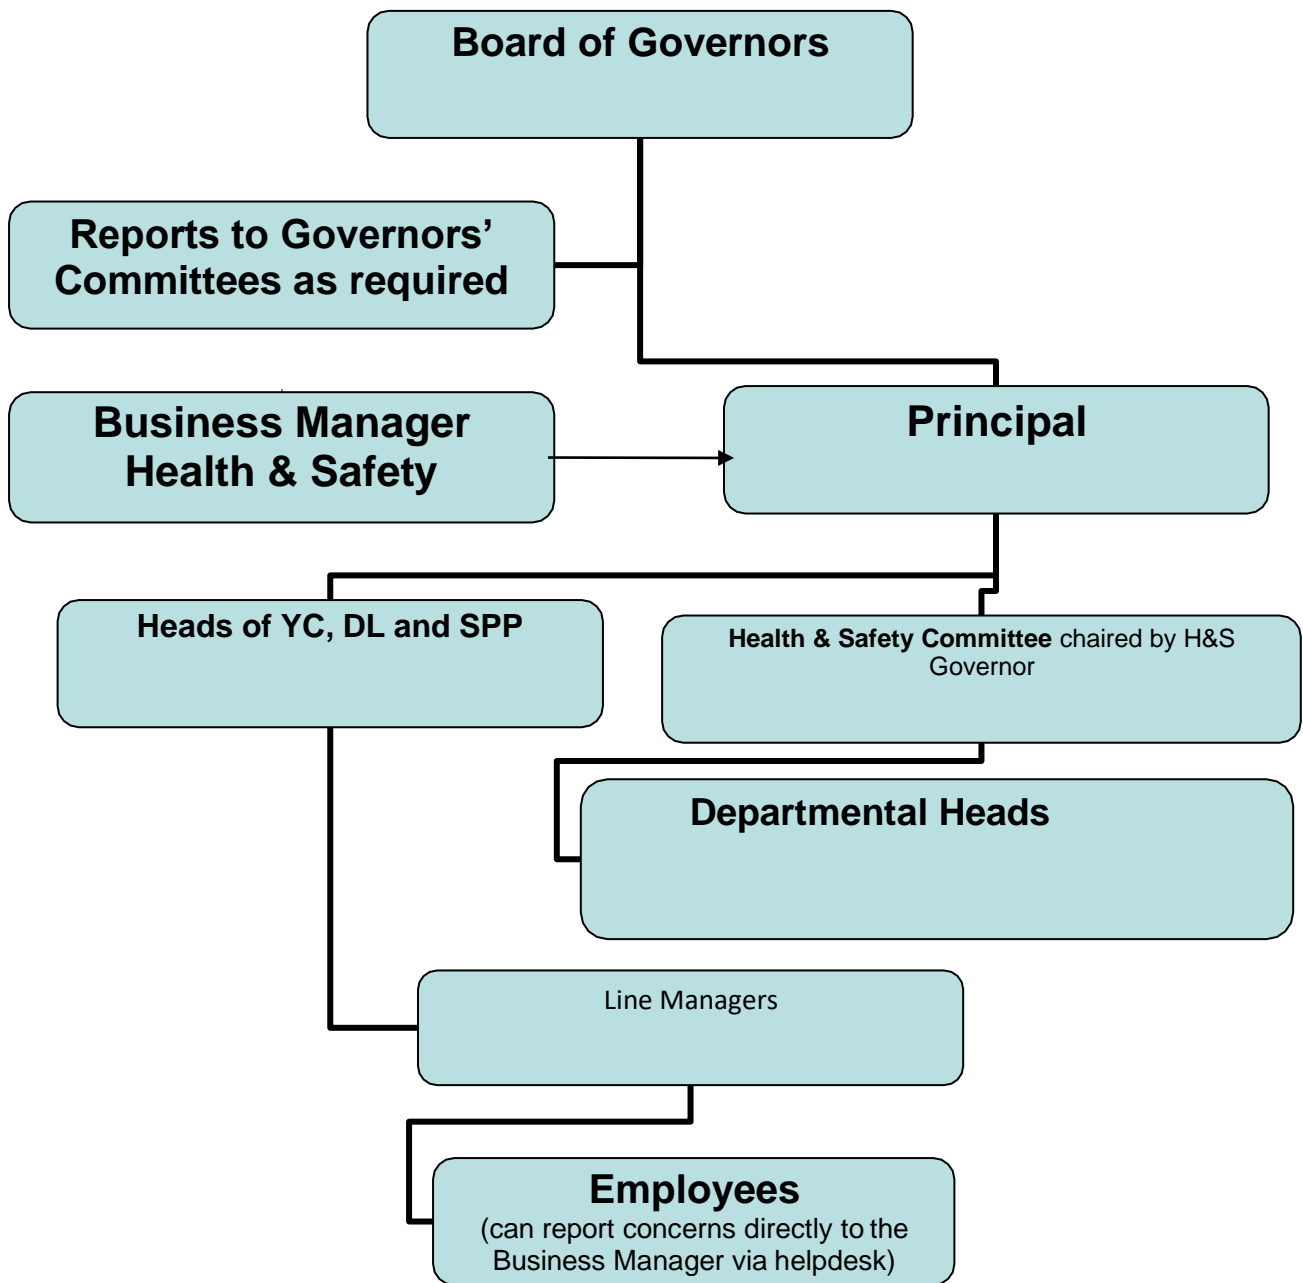 Board of Governors
Reports to Governors’
Committees as required
Business Manager
Health & Safety
Principal
Heads of YC, DL and SPP
Health & Safety Committee chaired by H&S
Governor
Departmental Heads
Line Managers
Employees
(can report concerns directly to the
Business Manager via helpdesk)